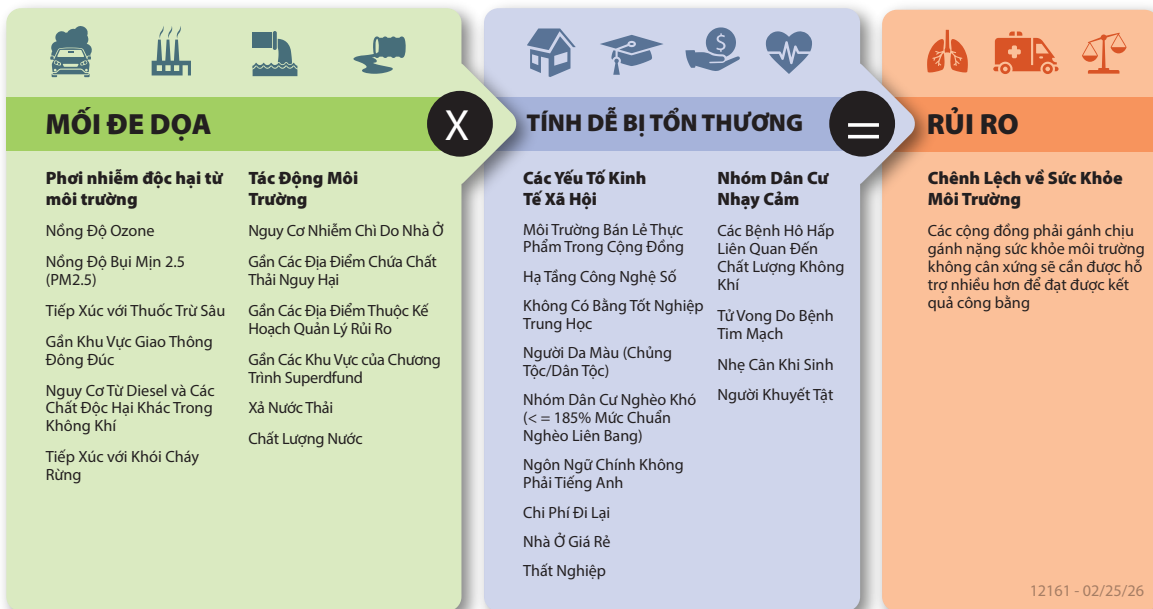 MỐI ĐE DỌA
X
Phơi nhiễm độc hại từ
môi trường
Nồng Độ Ozone
Nồng Độ Bụi Mịn 2.5
(PM2.5)
Tiếp Xúc với Thuốc Trừ Sâu
Gần Khu Vực Giao Thông
Đông Đúc
Nguy Cơ Từ Diesel và Các
Chất Độc Hại Khác Trong
Không Khí
Tiếp Xúc với Khói Cháy
Rừng
Tác Động Môi
Trường
Nguy Cơ Nhiễm Chì Do Nhà Ở
Gần Các Địa Điểm Chứa Chất
Thải Nguy Hại
Gần Các Địa Điểm Thuộc Kế
Hoạch Quản Lý Rủi Ro
Gần Các Khu Vực của Chương
Trình Superdfund
Xả Nước Thải
Chất Lượng Nước
TÍNH DỄ BỊ TỔN THƯƠNG
=
Các Yếu Tố Kinh
Tế Xã Hội
Môi Trường Bán Lẻ Thực
Phẩm Trong Cộng Đồng
Hạ Tầng Công Nghệ Số
Không Có Bằng Tốt Nghiệp
Trung Học
Người Da Màu (Chủng
Tộc/Dân Tộc)
Nhóm Dân Cư Nghèo Khó
(< = 185% Mức Chuẩn
Nghèo Liên Bang)
Ngôn Ngữ Chính Không
Phải Tiếng Anh
Chi Phí Đi Lại
Nhà Ở Giá Rẻ
Thất Nghiệp
Nhóm Dân Cư
Nhạy Cảm
Các Bệnh Hô Hấp
Liên Quan Đến
Chất Lượng Không
Khí
Tử Vong Do Bệnh
Tim Mạch
Nhẹ Cân Khi Sinh
Người Khuyết Tật
RỦI RO
Chênh Lệch về Sức Khỏe
Môi Trường
Các cộng đồng phải gánh chịu
gánh nặng sức khỏe môi trường
không cân xứng sẽ cần được hỗ
trợ nhiều hơn để đạt được kết
quả công bằng
12161 - 02/25/26